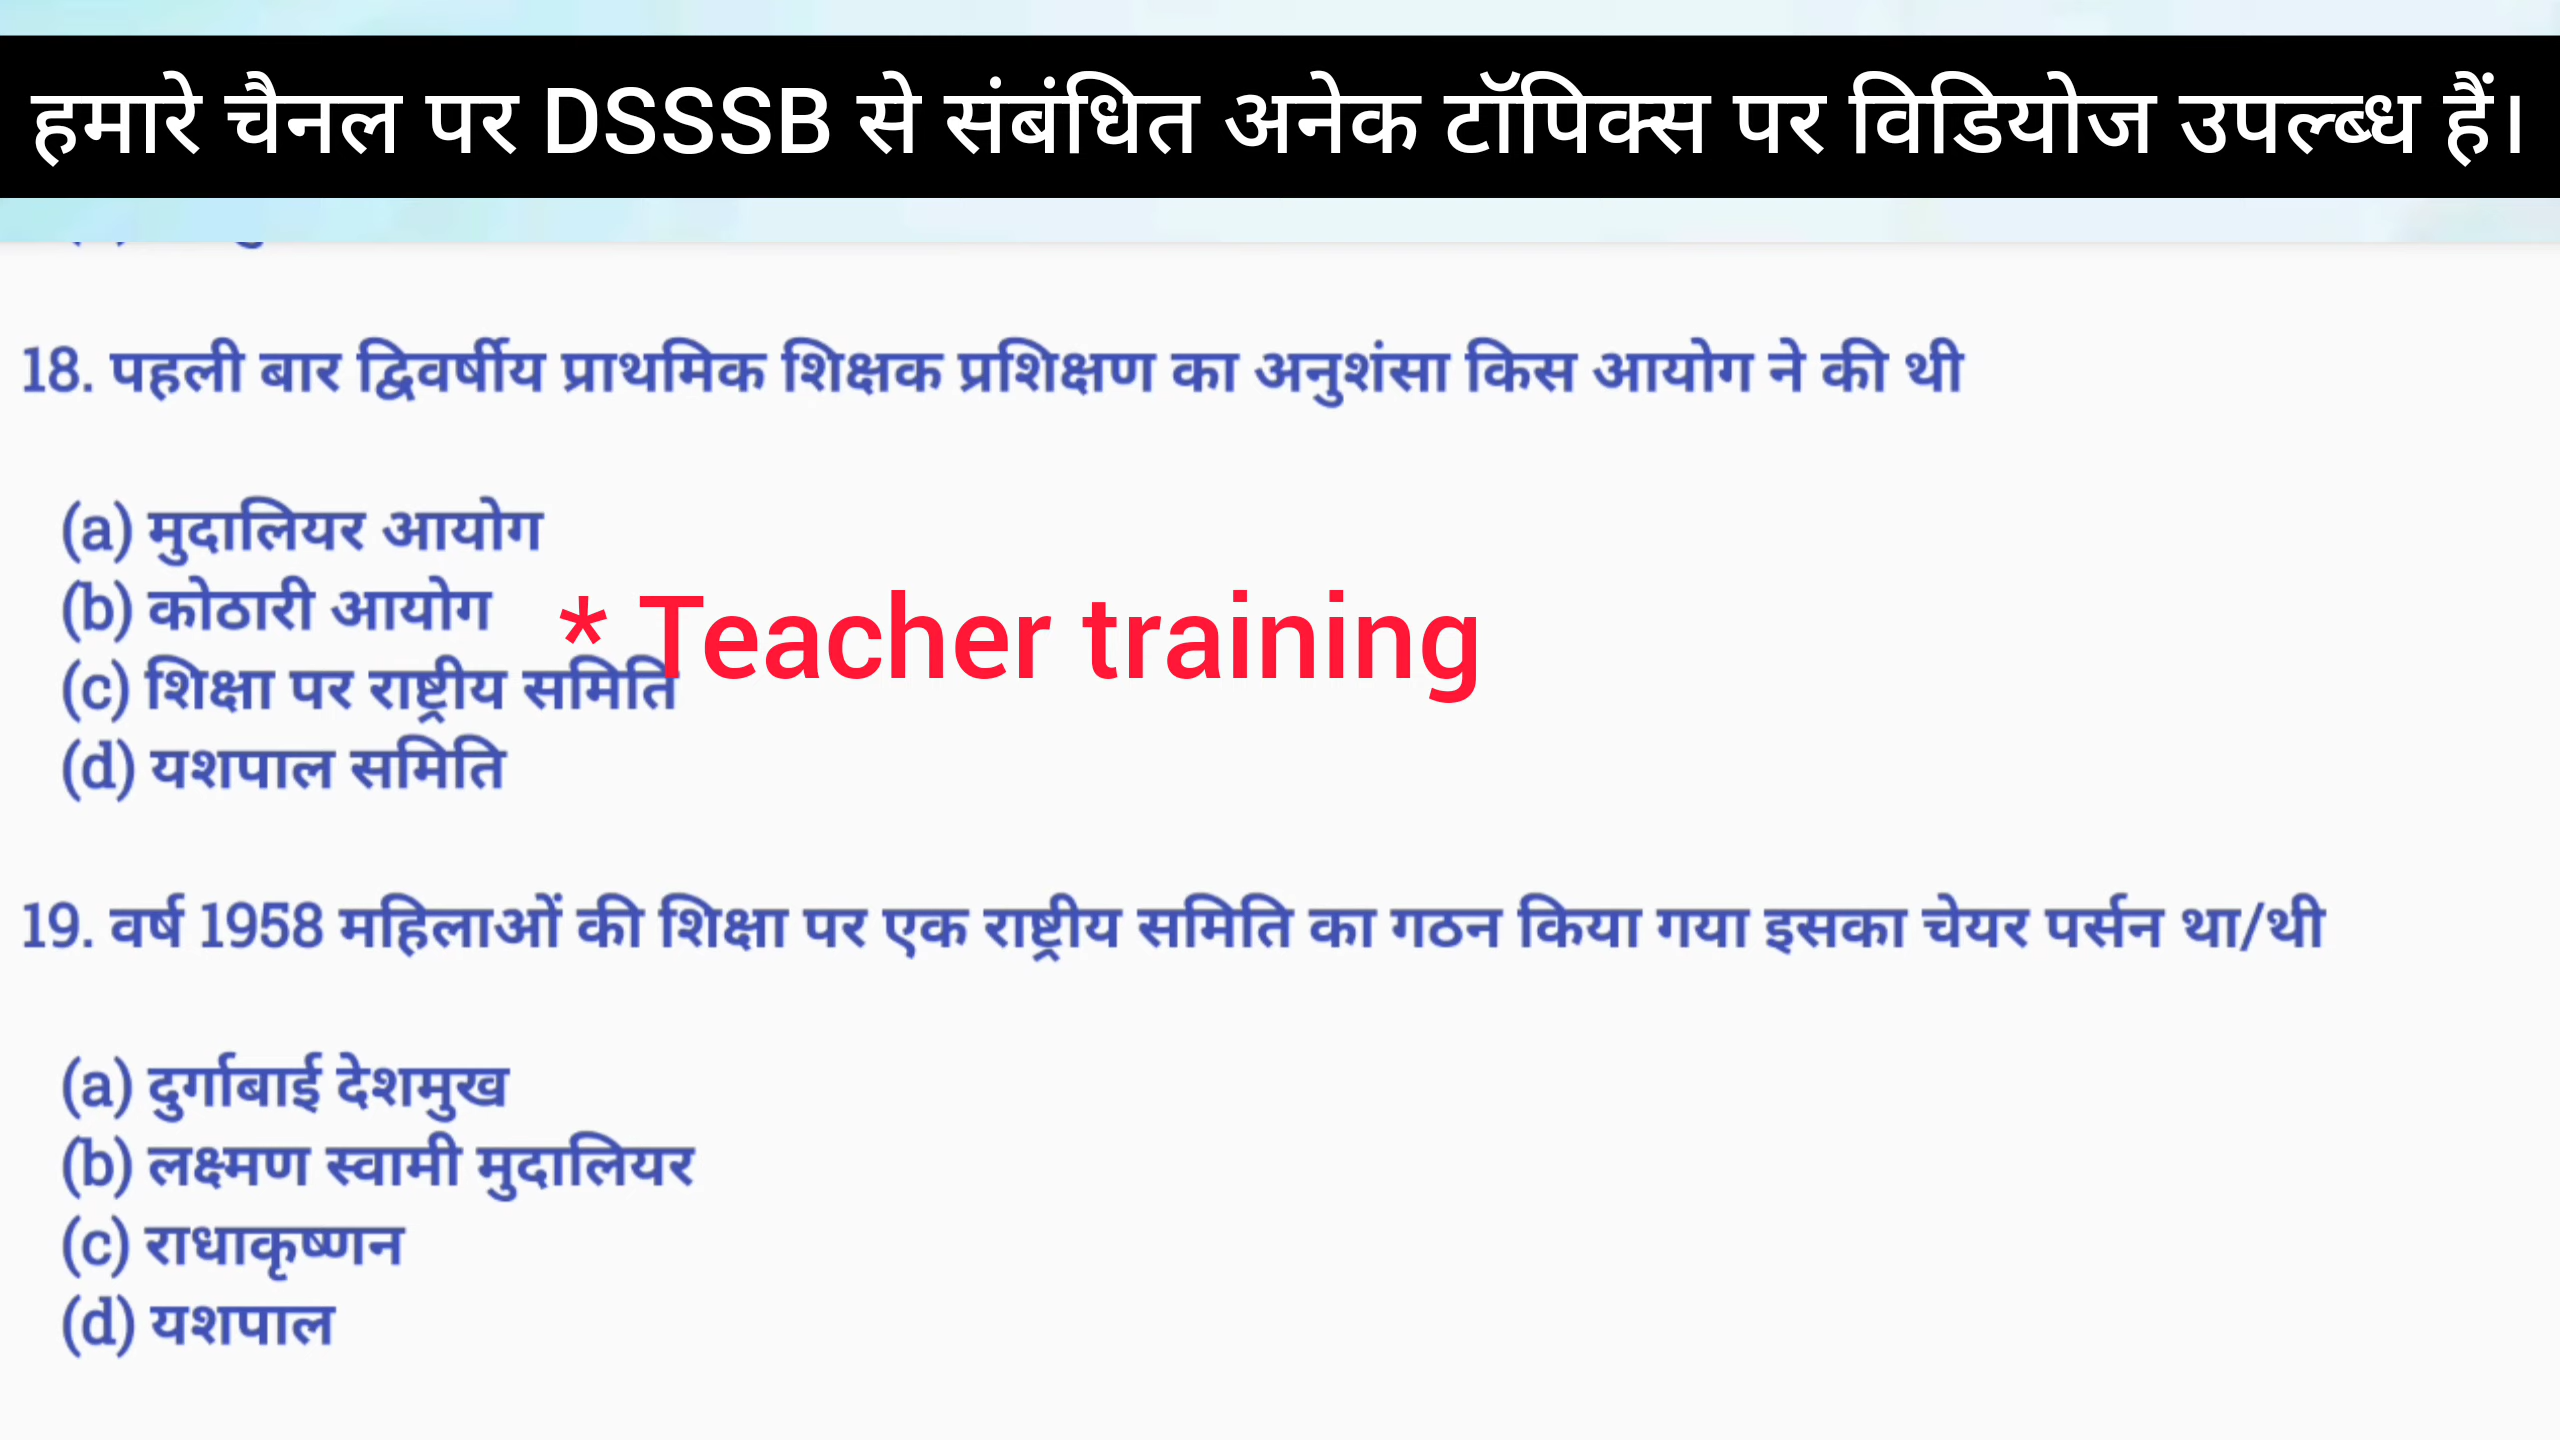 हमारे चैनल पर DSSSB से संबंधित अनेक टॉपिक्स पर विडियोज उपल्ब्ध हैं।
18. पहली बार द्विवर्षीय प्राथमिक शिक्षक प्रशिक्षण का अनुशंसा किस आयोग ने की थी
(a) मुदालियर आयोग
(b) कोठारी आयोग
* Teacher training
(c) शिक्षा पर राष्ट्रीय समिति
(d) यशपाल समिति
19. वर्ष 1958 महिलाओं की शिक्षा पर एक राष्ट्रीय समिति का गठन किया गया इसका चेयर पर्सन था/थी
(a) दुर्गाबाई देशमुख
(b) लक्ष्मण स्वामी मुदालियर
(c) राधाकृष्णन
(d) यशपाल